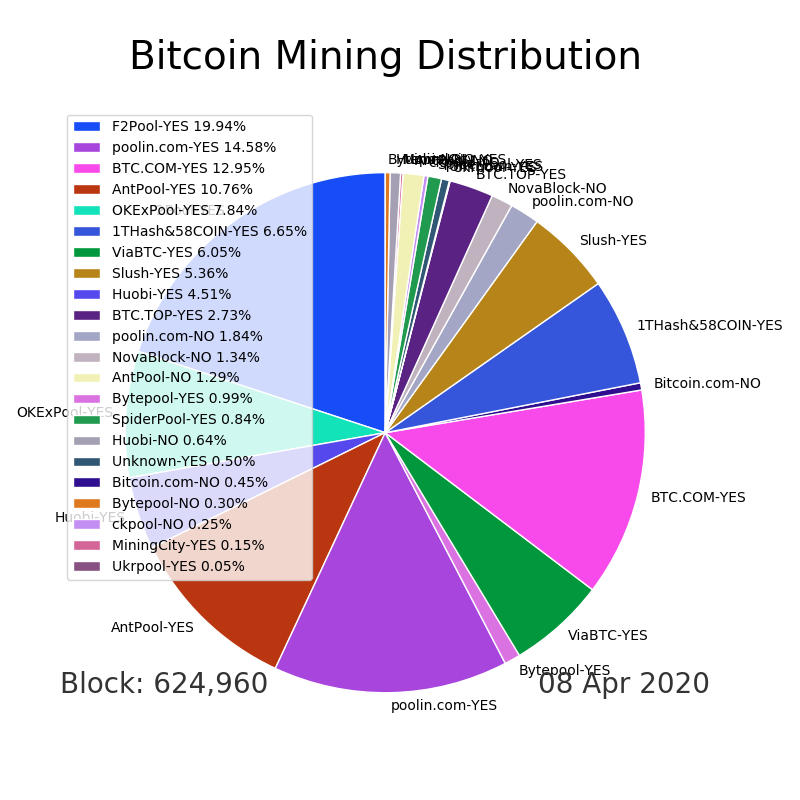 Bitcoin Mining Distribution
F2Pool-YES 19.94%
poolin.com-YES 14.58%
BTC.COM-YES 12.95%
AntPool-YES 10.76%
OKExPool-YES 7.84%
1THash&58COIN-YES 6.65%
ViaBTC-YES 6.05%
Slush-YES 5.36%
Huobi-YES 4.51%
BTC.TOP-YES 2.73%
poolin.com-NO 1.84%
NovaBlock-NO 1.34%
AntPool-NO 1.29%
Bytepool-YES 0.99%
SpiderPool-YES 0.84%
Huobi-NO 0.64%
Unknown-YES 0.50%
Bitcoin.com-NO 0.45%
Bytepool-NO 0.30%
ckpool-NO 0.25%
MiningCity-YES 0.15%
Ukrpool-YES 0.05%
BTC.TOP-YES
NovaBlock-NO
poolin.com-NO
Slush-YES
1THash&58COIN-YES
Bitcoin.com-NO
BTC.COM-YES
ViaBTC-YES
Bytepool-YES
poolin.com-YES
AntPool-YES
Huobi-YES
OKExPool-YES
Block: 624,960
08 Apr 2020